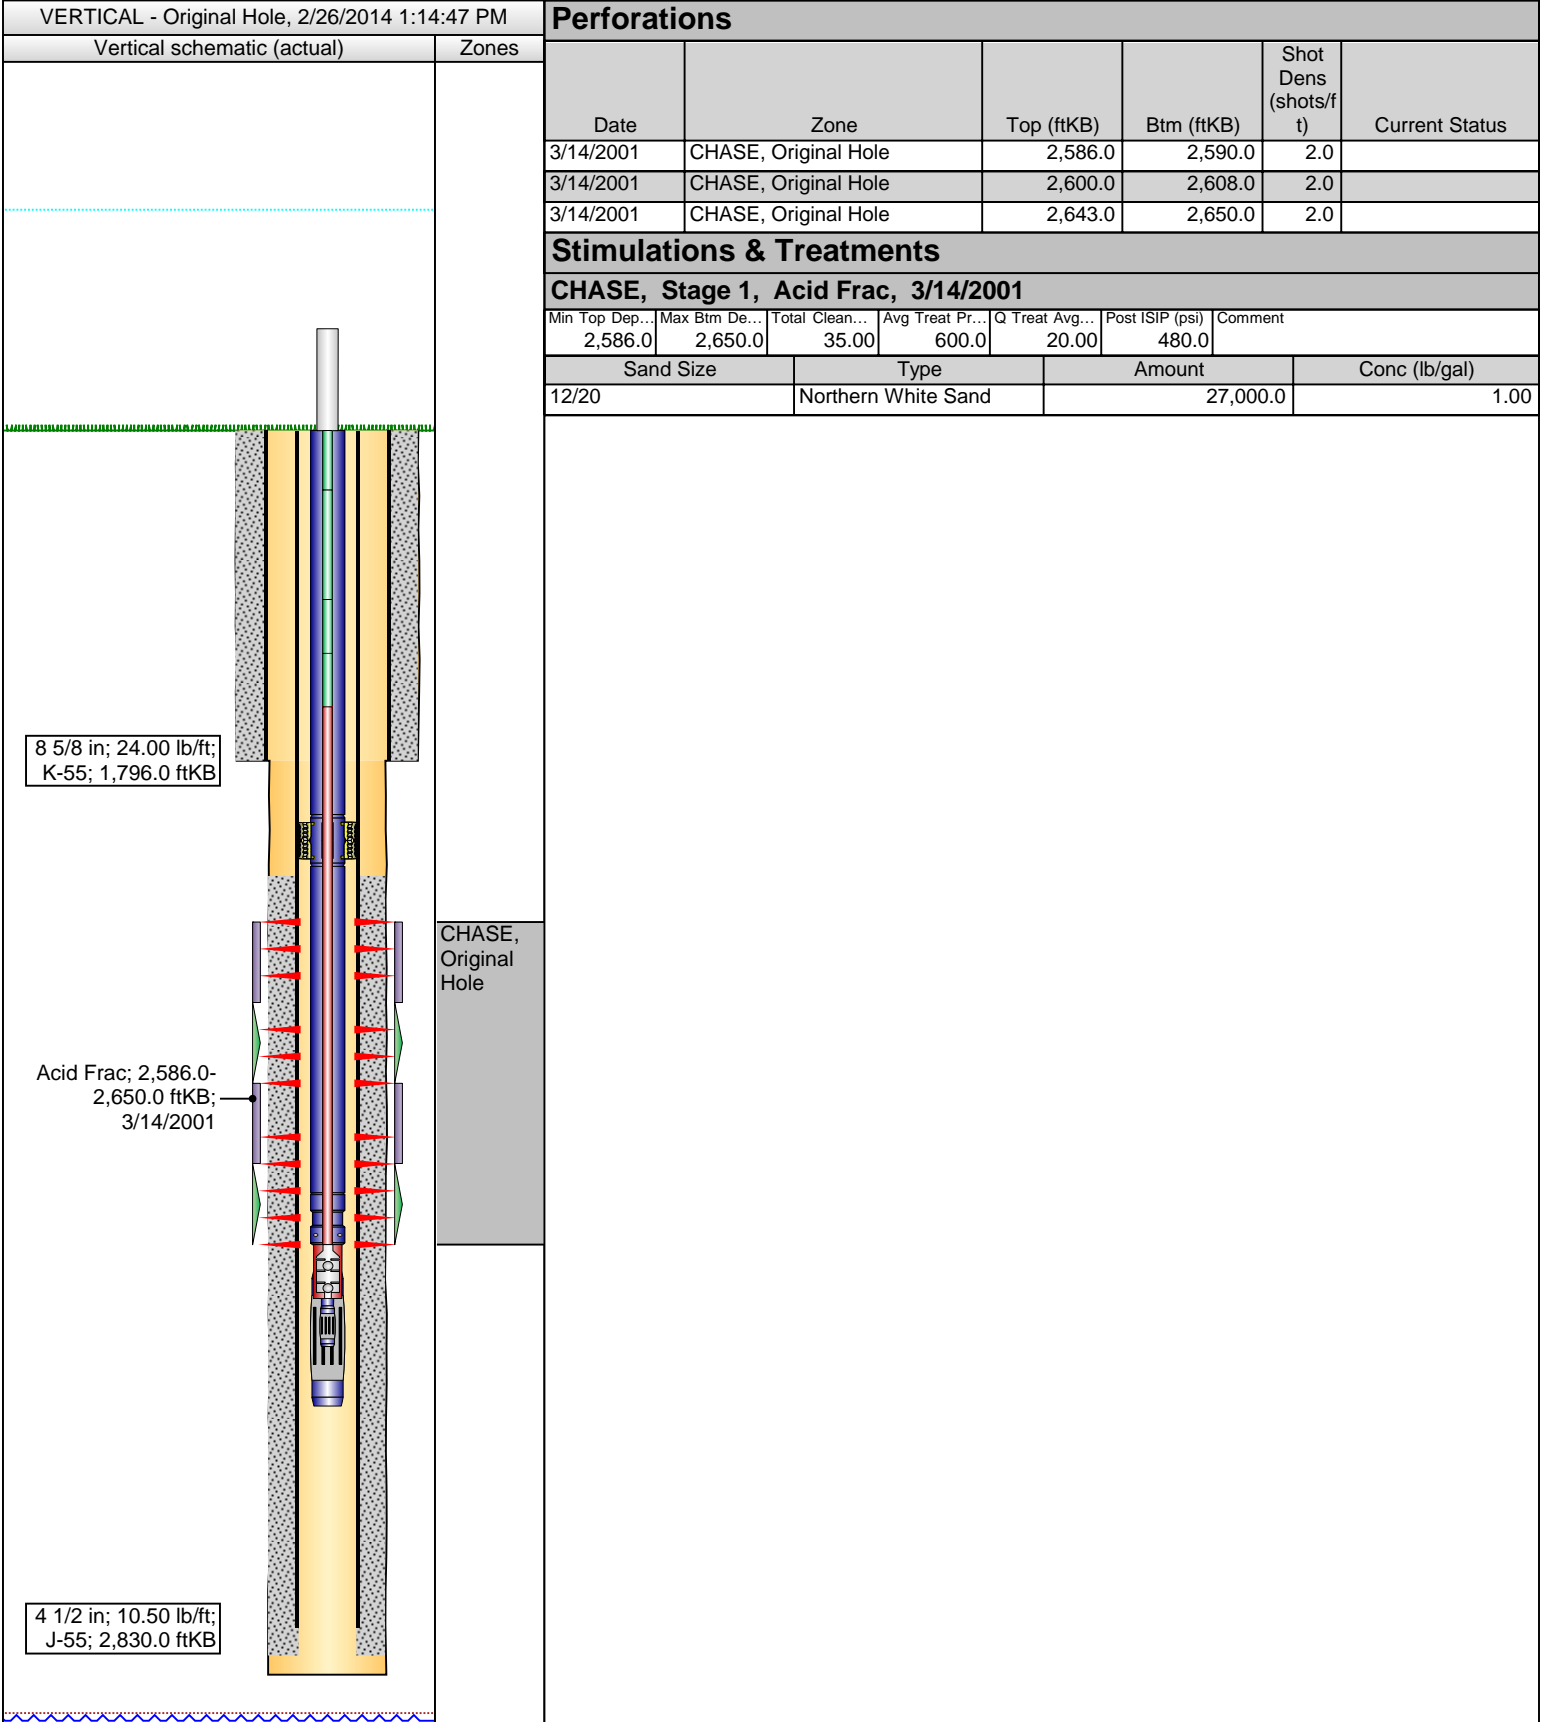 VERTICAL - Original Hole, 2/26/2014 1:14:47 PM
Vertical schematic (actual) Zones
8 5/8 in; 24.00 lb/ft;
K-55; 1,796.0 ftKB
CHASE,
Original
Hole
Acid Frac; 2,586.0-
2,650.0 ftKB;
3/14/2001
4 1/2 in; 10.50 lb/ft;
J-55; 2,830.0 ftKB
Perforations
Date Zone Top (ftKB) Btm (ftKB) Shot
Dens
(shots/f
t) Current Status
3/14/2001 CHASE, Original Hole 2,586.0 2,590.0 2.0
3/14/2001 CHASE, Original Hole 2,600.0 2,608.0 2.0
3/14/2001 CHASE, Original Hole 2,643.0 2,650.0 2.0
Stimulations & Treatments
CHASE, Stage 1, Acid Frac, 3/14/2001
Min Top Dep... Max Btm De... Total Clean... Avg Treat Pr... Q Treat Avg... Post ISIP (psi) Comment
2,586.0 2,650.0 35.00 600.0 20.00 480.0
Sand Size Type Amount Conc (lb/gal)
12/20 Northern White Sand 27,000.0 1.00